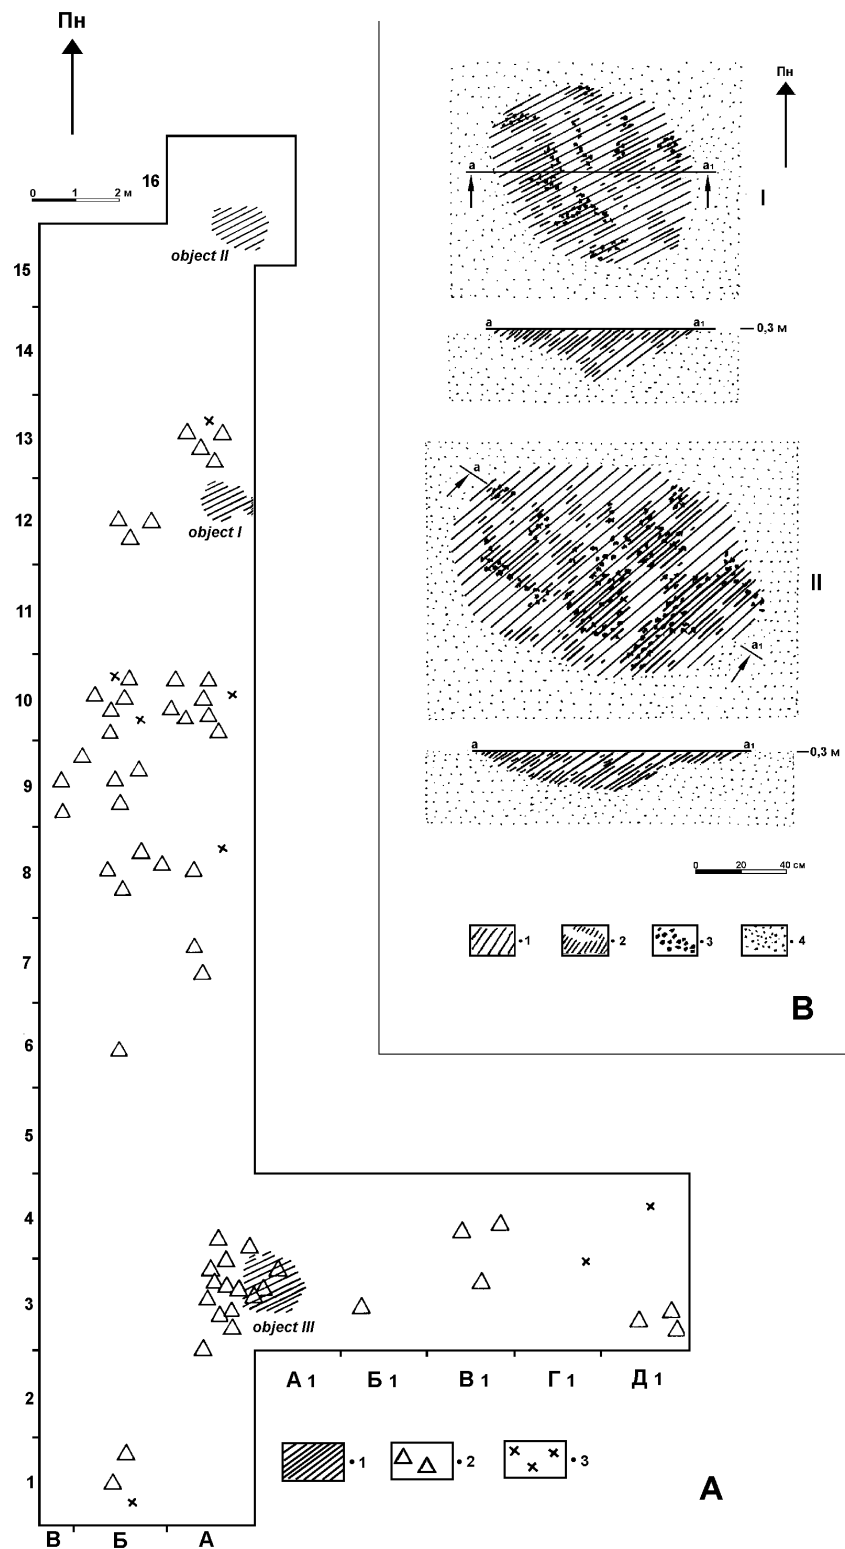 Пн
0 1 2 м
16
object II
15
14
13
12
object I
11
10
9
8
7
6
5
4
3
object III
2
1
В Б А
А 1 Б 1 В 1 Г 1 Д 1
1 2 3
А
Пн
а а₁
I
а а₁
0,3 м
а
а₁
II
а а₁
0,3 м
0 20 40 см
1 2 3 4
В